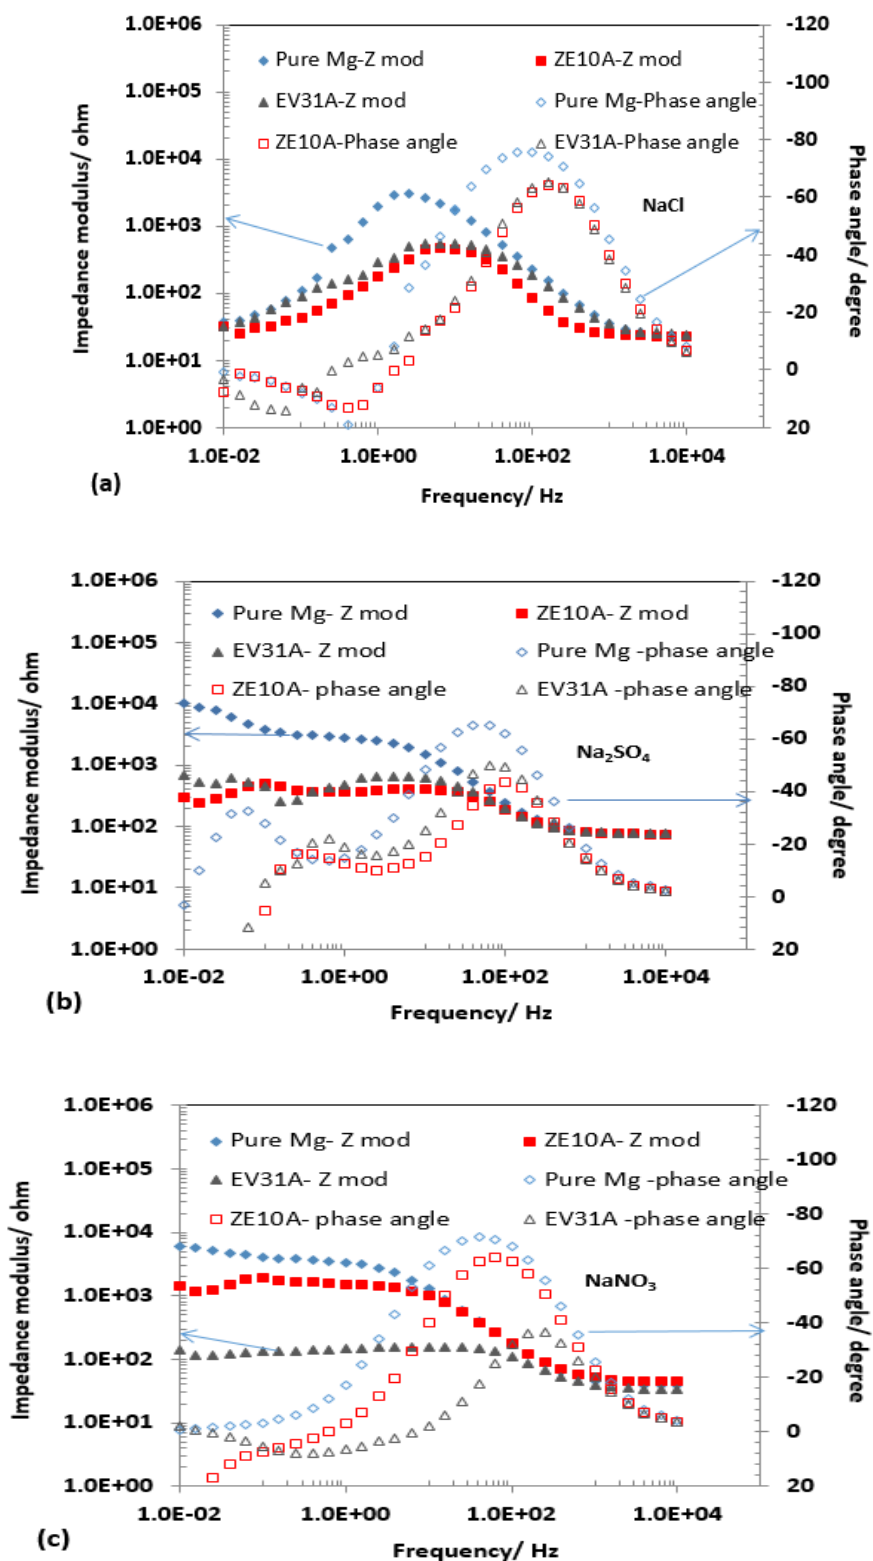 1.0E+06
1.0E+05
1.0E+04
1.0E+03
1.0E+02
1.0E+01
1.0E+00
Impedance modulus/ ohm
Pure Mg-Z mod
ZE10A-Z mod
EV31A-Z mod
Pure Mg-Phase angle
ZE10A-Phase angle
EV31A-Phase angle
NaCl
-120
-100
-80
-60
-40
-20
0
20
Phase angle/ degree
1.0E-02 1.0E+00 1.0E+02 1.0E+04
Frequency/ Hz
(a)
1.0E+06
1.0E+05
1.0E+04
1.0E+03
1.0E+02
1.0E+01
1.0E+00
Impedance modulus/ ohm
Pure Mg- Z mod
ZE10A- Z mod
EV31A- Z mod
Pure Mg -phase angle
ZE10A- phase angle
EV31A -phase angle
Na₂SO₄
-120
-100
-80
-60
-40
-20
0
20
Phase angle/ degree
1.0E-02 1.0E+00 1.0E+02 1.0E+04
Frequency/ Hz
(b)
1.0E+06
1.0E+05
1.0E+04
1.0E+03
1.0E+02
1.0E+01
1.0E+00
Impedance modulus/ ohm
Pure Mg- Z mod
ZE10A- Z mod
EV31A- Z mod
Pure Mg -phase angle
ZE10A- phase angle
EV31A -phase angle
NaNO₃
-120
-100
-80
-60
-40
-20
0
20
Phase angle/ degree
1.0E-02 1.0E+00 1.0E+02 1.0E+04
Frequency/ Hz
(c)